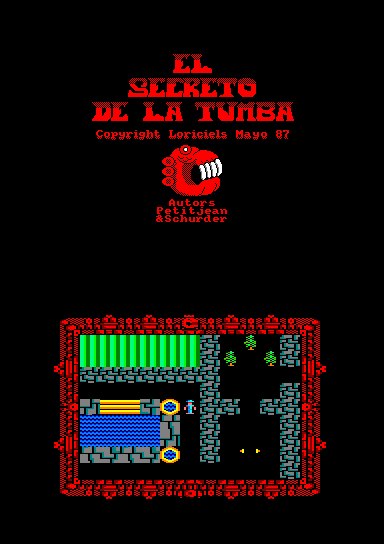 EL
SECRETO
DE LA TUMBA
Copyright Loriciels Mayo 87
Autors
Petitjean
&Schurder